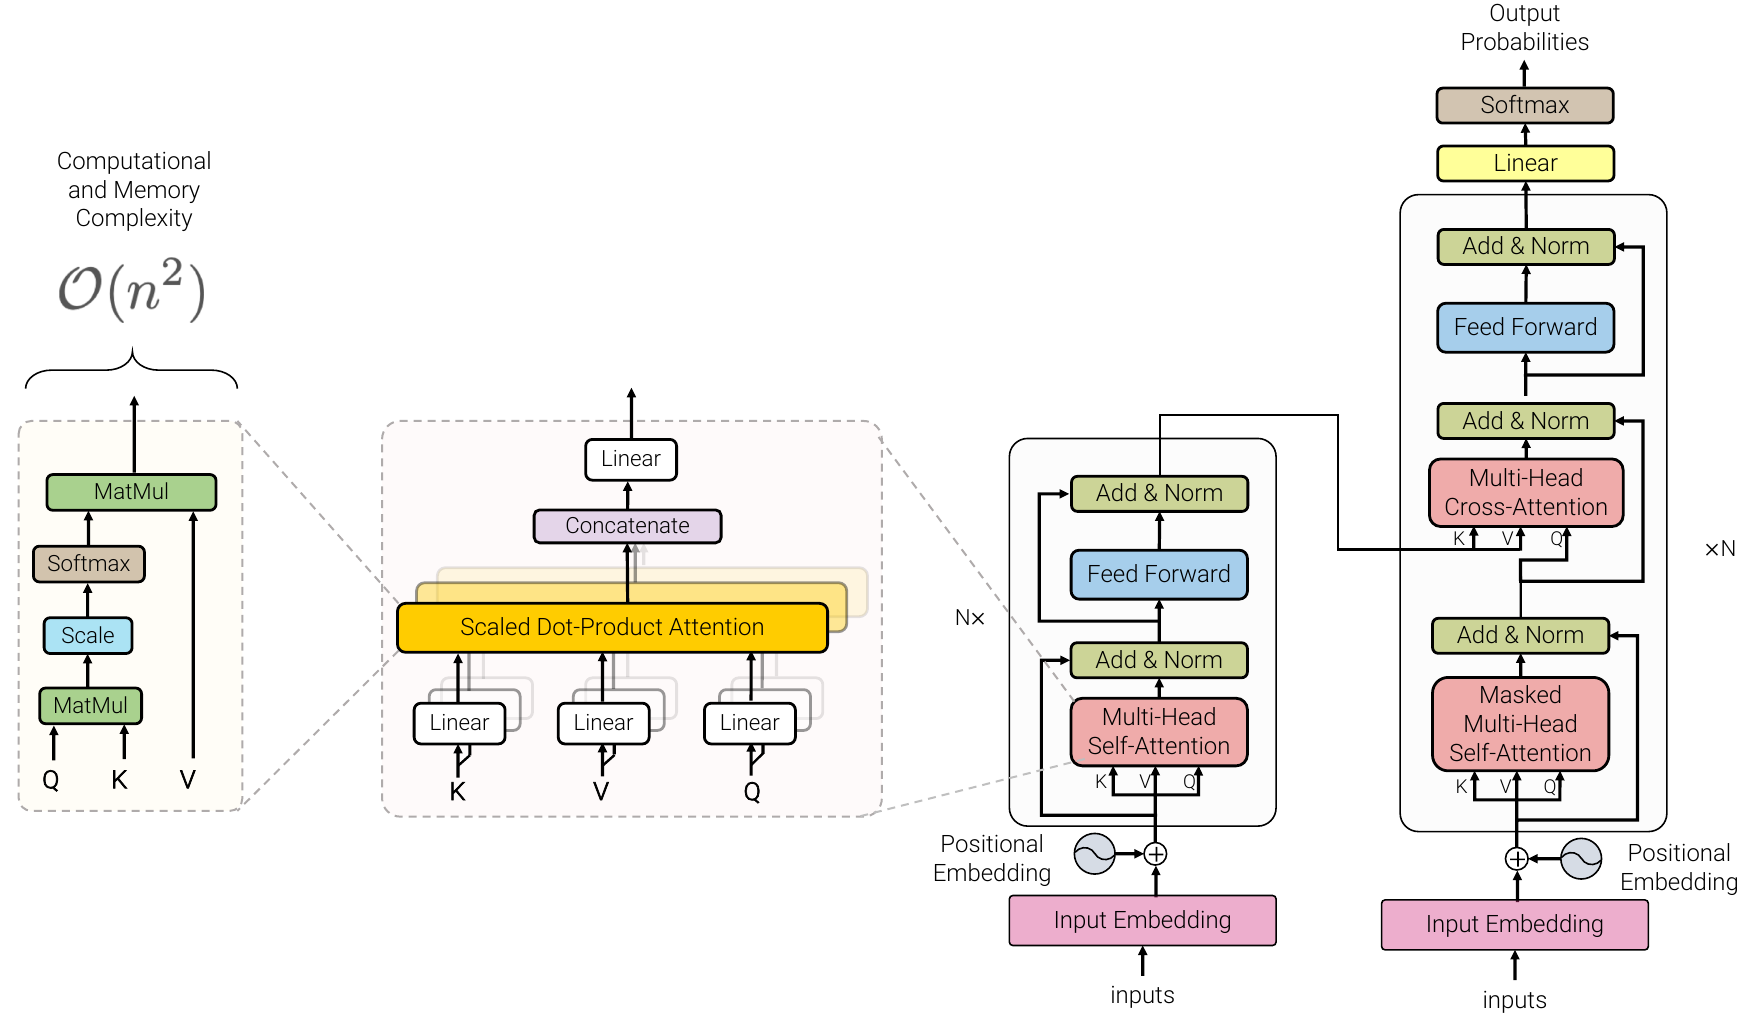 Computational
and Memory
Complexity
O(n²)
MatMul
Softmax
Scale
MatMul
Q
K
V
Linear
Concatenate
Scaled Dot-Product Attention
Linear
Linear
Linear
K
V
Q
N×
Add & Norm
Feed Forward
Add & Norm
Multi-Head
Self-Attention
K
V
Q
Positional
Embedding
Input Embedding
inputs
Output
Probabilities
Softmax
Linear
Add & Norm
Feed Forward
Add & Norm
Multi-Head
Cross-Attention
K
V
Q
×N
Add & Norm
Masked
Multi-Head
Self-Attention
K
V
Q
Positional
Embedding
Input Embedding
inputs